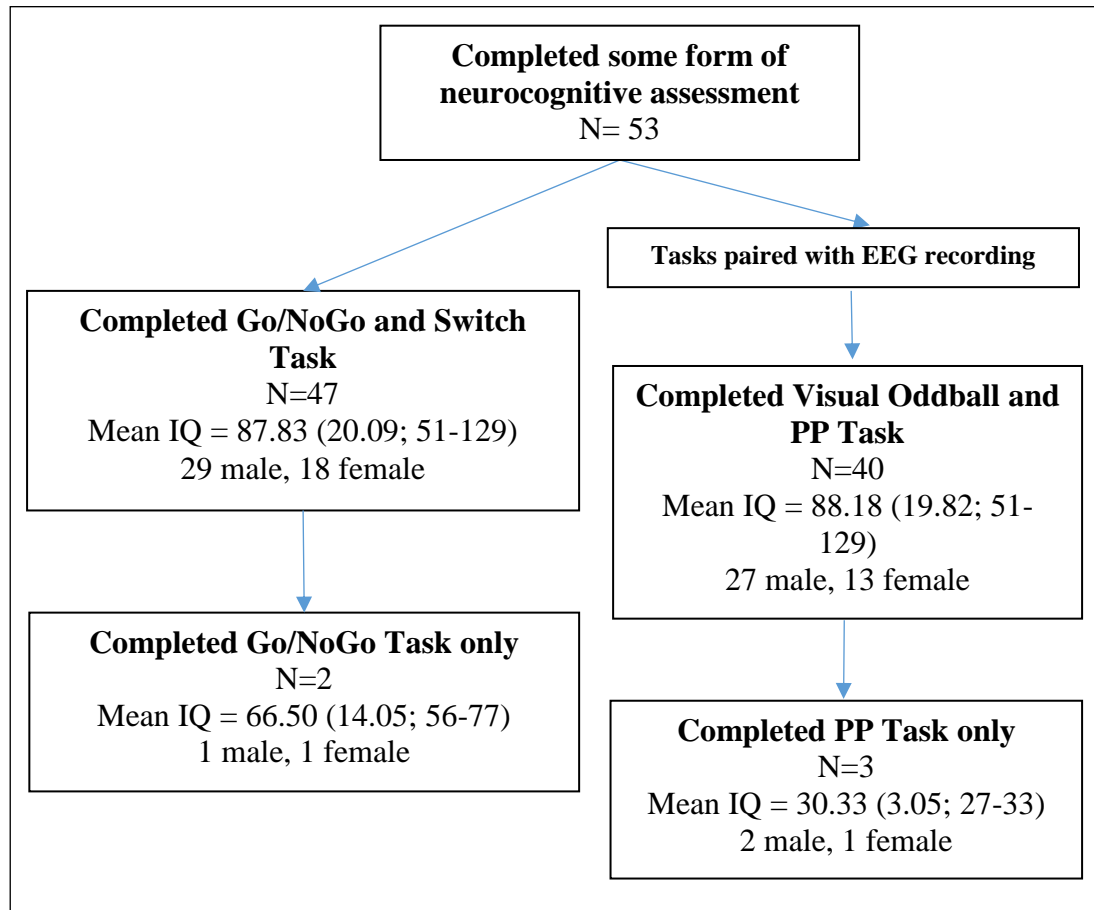 Completed some form of
neurocognitive assessment
N= 53
Tasks paired with EEG recording
Completed Go/NoGo and Switch
Task
N=47
Mean IQ = 87.83 (20.09; 51-129)
29 male, 18 female
Completed Visual Oddball and
PP Task
N=40
Mean IQ = 88.18 (19.82; 51-
129)
27 male, 13 female
Completed Go/NoGo Task only
N=2
Mean IQ = 66.50 (14.05; 56-77)
1 male, 1 female
Completed PP Task only
N=3
Mean IQ = 30.33 (3.05; 27-33)
2 male, 1 female